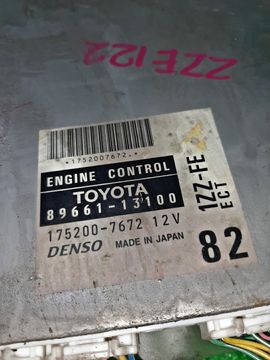 ZZE122
*1752007672.*
ENGINE CONTROL
TOYOTA
89661-13100
175200-7672 12V
DENSO MADE IN JAPAN
1ZZ-FE
ECT
82